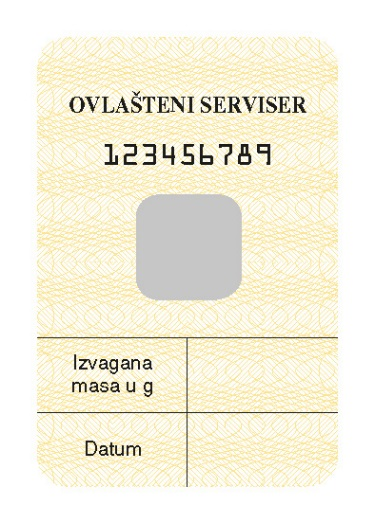 OVLAŠTENI SERVISER
123456789
Izvagana
masa u g
Datum